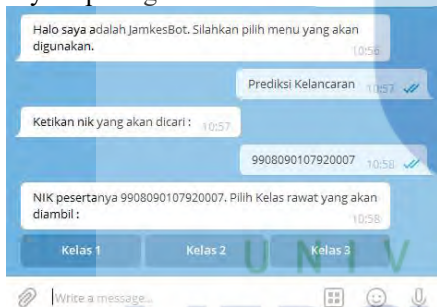 Halo saya adalah JamkesBot. Silahkan pilih menu yang akan
digunakan.
10:56
Prediksi Kelancaran 10:57
Ketikan nik yang akan dicari : 10:57
9908090107920007 10:58
NIK pesertanya 9908090107920007. Pilih Kelas rawat yang akan
diambil :
10:58
Kelas 1 Kelas 2 Kelas 3
U N I V
Write a message...